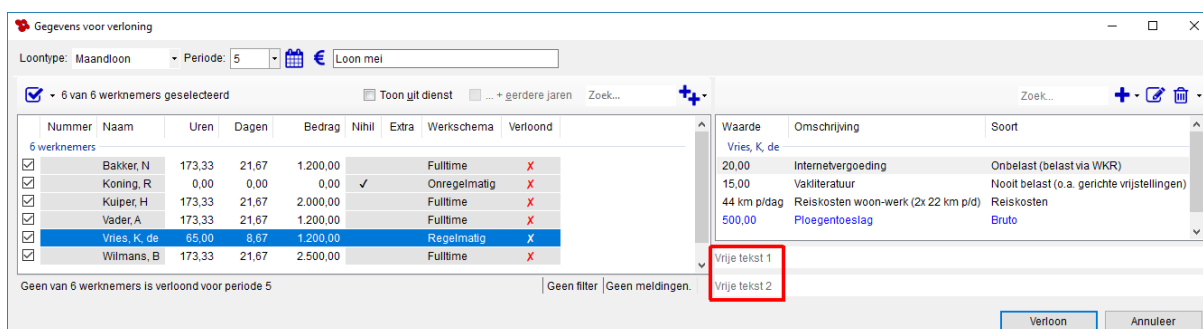 Gegevens voor verloning
Loontype: Maandloon Periode: 5 € Loon mei
6 van 6 werknemers geselecteerd Toon uit dienst ... + eerdere jaren Zoek... Zoek...
Nummer Naam Uren Dagen Bedrag Nihil Extra Werkschema Verloond
6 werknemers
Bakker, N 173,33 21,67 1.200,00 Fulltime ✗
Koning, R 0,00 0,00 0,00 ✓ Onregelmatig ✗
Kuiper, H 173,33 21,67 2.000,00 Fulltime ✗
Vader, A 173,33 21,67 1.200,00 Fulltime ✗
Vries, K, de 65,00 8,67 1.200,00 Regelmatig ✗
Wilmans, B 173,33 21,67 2.500,00 Fulltime ✗
Geen van 6 werknemers is verloond voor periode 5 Geen filter Geen meldingen.
Waarde Omschrijving Soort
Vries, K, de
20,00 Internetvergoeding Onbelast (belast via WKR)
15,00 Vakliteratuur Nooit belast (o.a. gerichte vrijstellingen)
44 km p/dag Reiskosten woon-werk (2x 22 km p/d) Reiskosten
500,00 Ploegentoeslag Bruto
Vrije tekst 1
Vrije tekst 2
Verloon Annuleer